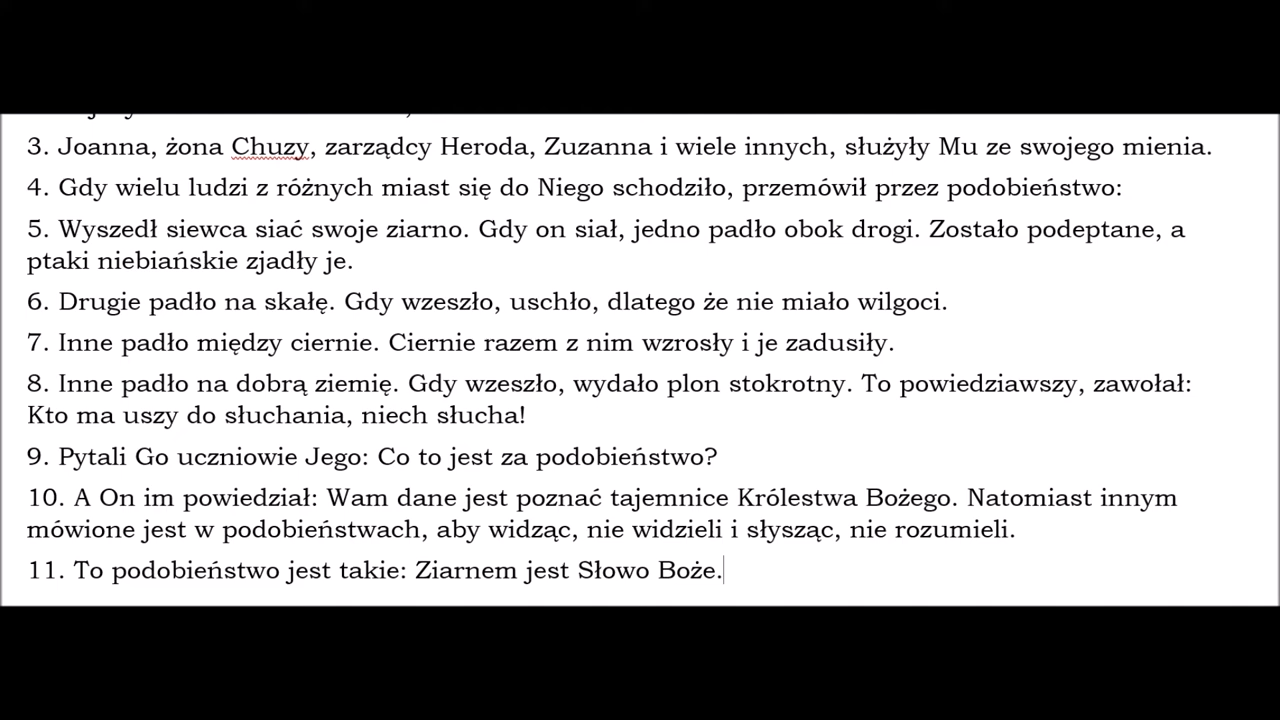 3. Joanna, żona Chuzy, zarządcy Heroda, Zuzanna i wiele innych, służyły Mu ze swojego mienia.
4. Gdy wielu ludzi z różnych miast się do Niego schodziło, przemówił przez podobieństwo:
5. Wyszedł siewca siać swoje ziarno. Gdy on siał, jedno padło obok drogi. Zostało podeptane, a
ptaki niebiańskie zjadły je.
6. Drugie padło na skałę. Gdy wzeszło, uschło, dlatego że nie miało wilgoci.
7. Inne padło między ciernie. Ciernie razem z nim wzrosły i je zadusiły.
8. Inne padło na dobrą ziemię. Gdy wzeszło, wydało plon stokrotny. To powiedziawszy, zawołał:
Kto ma uszy do słuchania, niech słucha!
9. Pytali Go uczniowie Jego: Co to jest za podobieństwo?
10. A On im powiedział: Wam dane jest poznać tajemnice Królestwa Bożego. Natomiast innym
mówione jest w podobieństwach, aby widząc, nie widzieli i słysząc, nie rozumieli.
11. To podobieństwo jest takie: Ziarnem jest Słowo Boże.